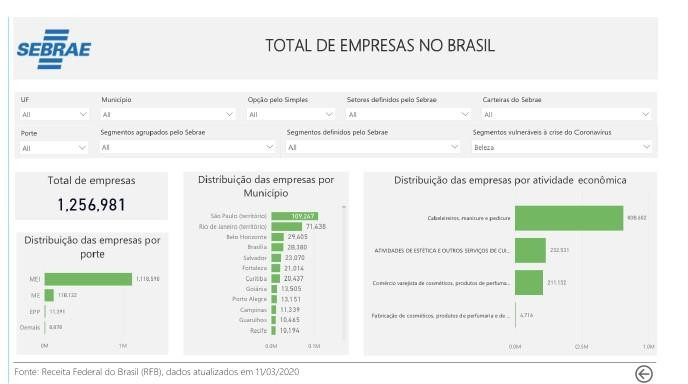 SEBRAE
TOTAL DE EMPRESAS NO BRASIL
UF
All
Município
All
Opção pelo Simples
All
Setores definidos pelo Sebrae
All
Carteiras do Sebrae
All
Porte
All
Segmentos agrupados pelo Sebrae
All
Segmentos definidos pelo Sebrae
All
Segmentos vulneráveis à crise do Coronavírus
Beleza
Total de empresas
1,256,981
Distribuição das empresas por
porte
MEI 1,118,598
ME 118,122
EPP 11,391
Demais 8,870
0M 1M
Distribuição das empresas por
Município
São Paulo (território) 109,247
Rio de Janeiro (território) 71,438
Belo Horizonte 29,405
Brasília 28,380
Salvador 23,070
Fortaleza 21,014
Curitiba 20,437
Goiânia 13,505
Porto Alegre 13,151
Campinas 11,339
Guarulhos 10,465
Recife 10,194
0.0M 0.1M
Distribuição das empresas por atividade econômica
Cabeleireiros, manicure e pedicure
ATIVIDADES DE ESTÉTICA E OUTROS SERVIÇOS DE CUI... 232,531
Comércio varejista de cosméticos, produtos de perfuma... 211,132
Fabricação de cosméticos, produtos de perfumaria e de ... 4,716
0.0M 0.5M 1.0M
Fonte: Receita Federal do Brasil (RFB), dados atualizados em 11/03/2020